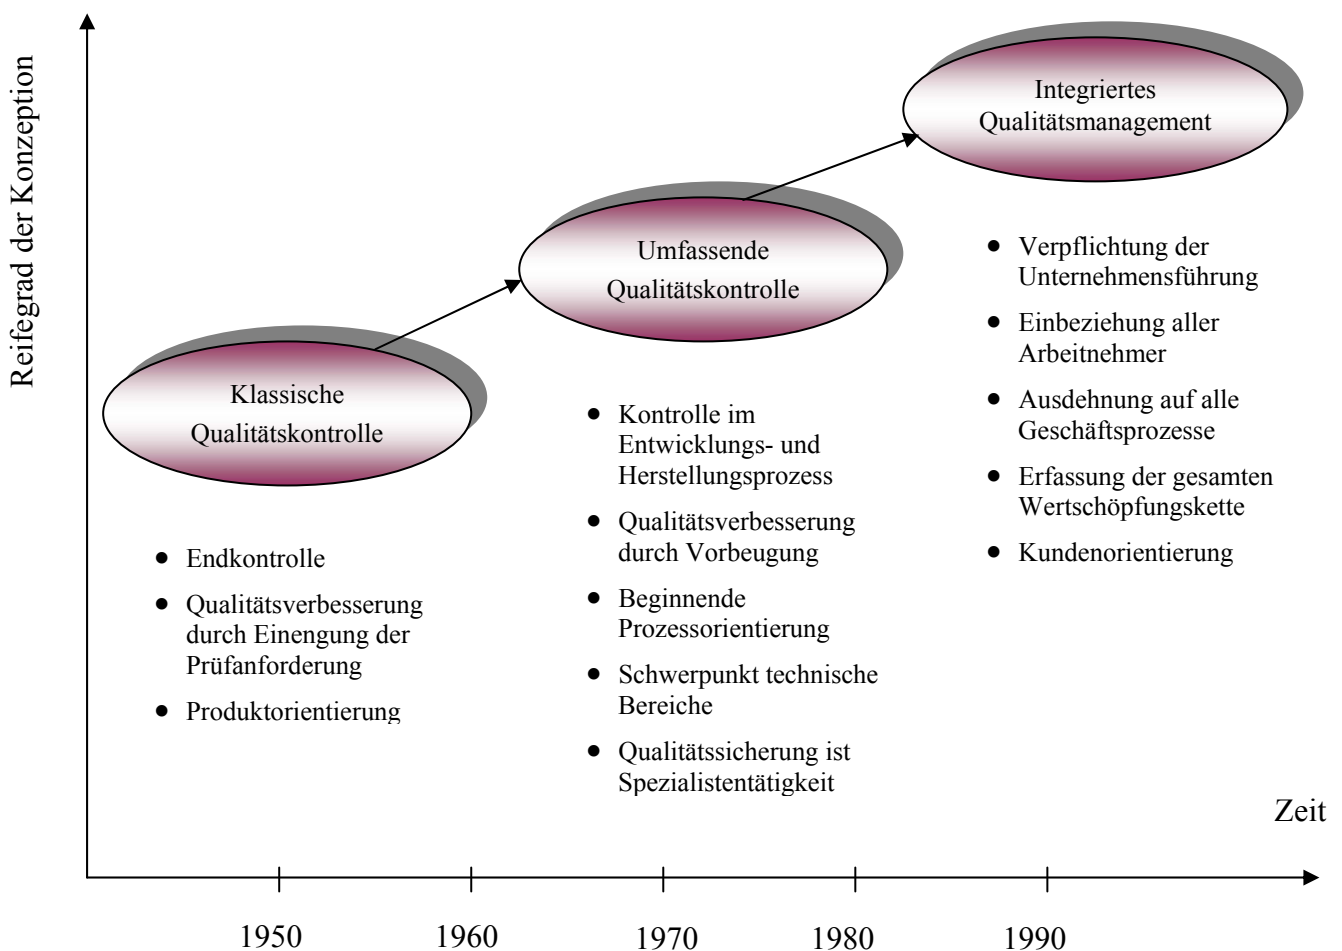 Reifegrad der Konzeption
Klassische
Qualitätskontrolle
• Endkontrolle
• Qualitätsverbesserung
durch Einengung der
Prüfanforderung
• Produktorientierung
Umfassende
Qualitätskontrolle
• Kontrolle im
Entwicklungs- und
Herstellungsprozess
• Qualitätsverbesserung
durch Vorbeugung
• Beginnende
Prozessorientierung
• Schwerpunkt technische
Bereiche
• Qualitätssicherung ist
Spezialistentätigkeit
Integriertes
Qualitätsmanagement
• Verpflichtung der
Unternehmensführung
• Einbeziehung aller
Arbeitnehmer
• Ausdehnung auf alle
Geschäftsprozesse
• Erfassung der gesamten
Wertschöpfungskette
• Kundenorientierung
Zeit
1950 1960 1970 1980 1990